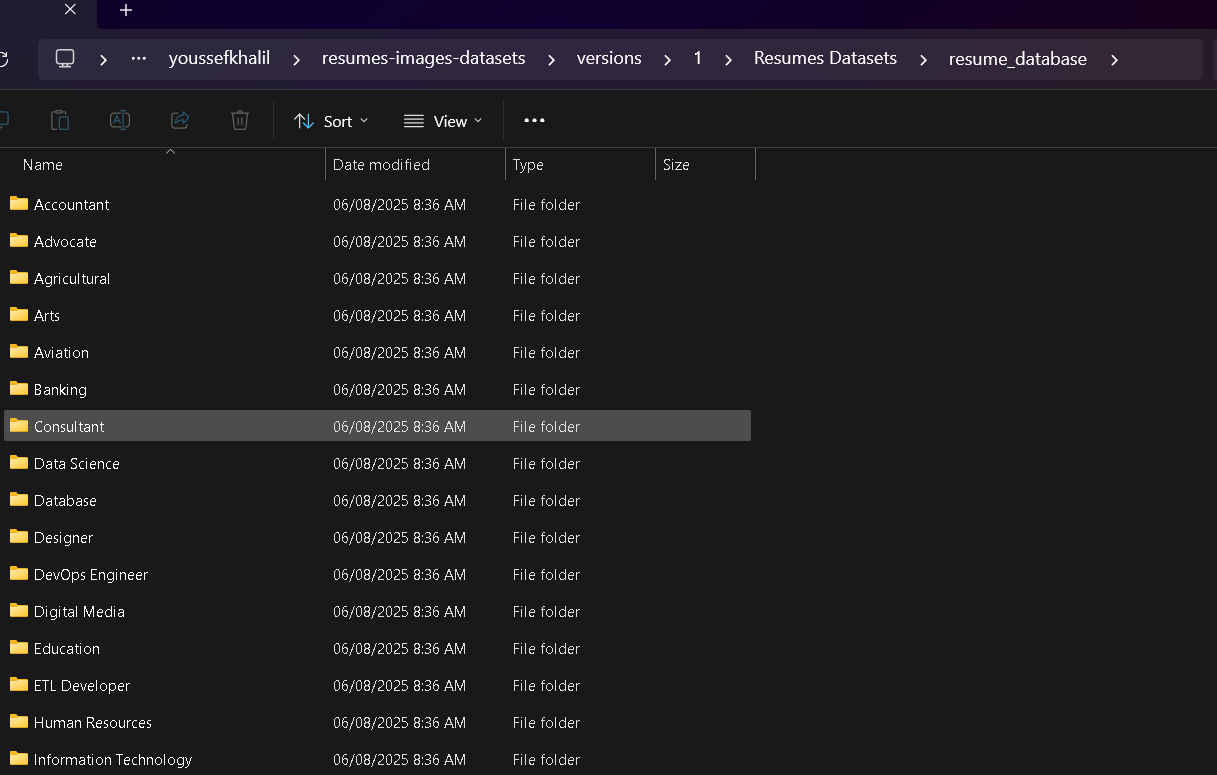 youssefkhalil > resumes-images-datasets > versions > 1 > Resumes Datasets > resume_database >
Sort View
Name Date modified Type Size
Accountant 06/08/2025 8:36 AM File folder
Advocate 06/08/2025 8:36 AM File folder
Agricultural 06/08/2025 8:36 AM File folder
Arts 06/08/2025 8:36 AM File folder
Aviation 06/08/2025 8:36 AM File folder
Banking 06/08/2025 8:36 AM File folder
Consultant 06/08/2025 8:36 AM File folder
Data Science 06/08/2025 8:36 AM File folder
Database 06/08/2025 8:36 AM File folder
Designer 06/08/2025 8:36 AM File folder
DevOps Engineer 06/08/2025 8:36 AM File folder
Digital Media 06/08/2025 8:36 AM File folder
Education 06/08/2025 8:36 AM File folder
ETL Developer 06/08/2025 8:36 AM File folder
Human Resources 06/08/2025 8:36 AM File folder
Information Technology 06/08/2025 8:36 AM File folder